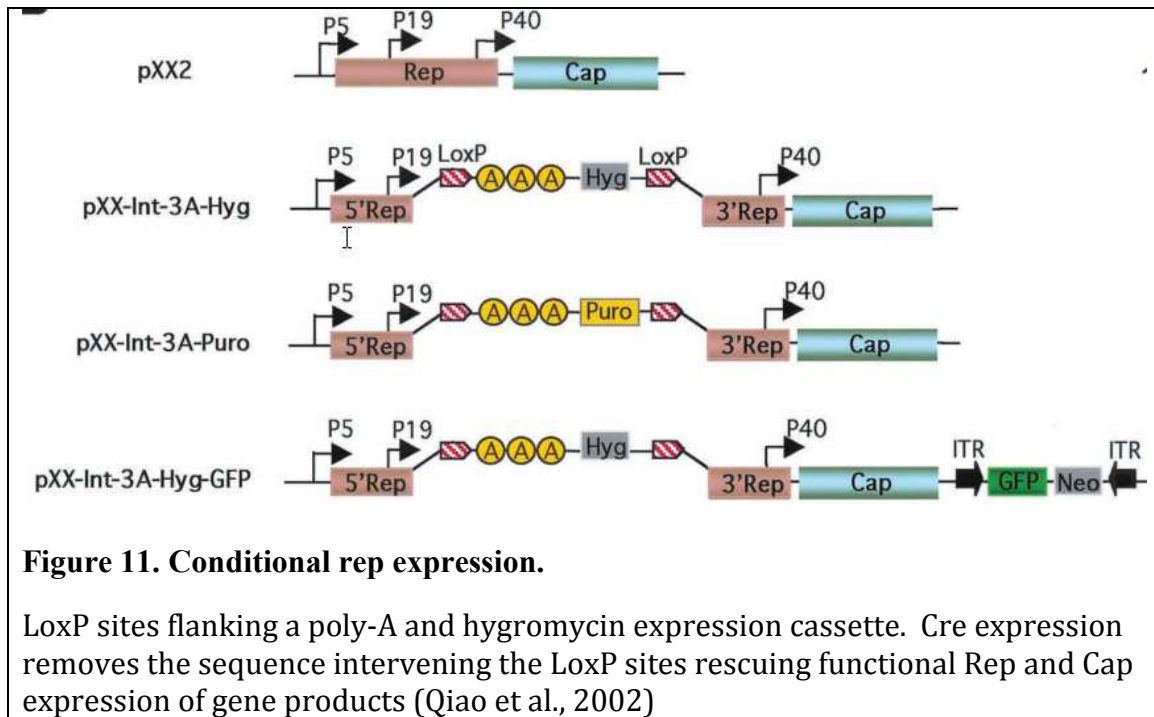 P5 P19 P40
pXX2 Rep Cap
P5 P19 LoxP LoxP P40
pXX-Int-3A-Hyg 5'Rep A A A Hyg 3'Rep Cap
P5 P19 P40
pXX-Int-3A-Puro 5'Rep A A A Puro 3'Rep Cap
P5 P19 P40 ITR ITR
pXX-Int-3A-Hyg-GFP 5'Rep A A A Hyg 3'Rep Cap GFP Neo
Figure 11. Conditional rep expression.
LoxP sites flanking a poly-A and hygromycin expression cassette. Cre expression
removes the sequence intervening the LoxP sites rescuing functional Rep and Cap
expression of gene products (Qiao et al., 2002)